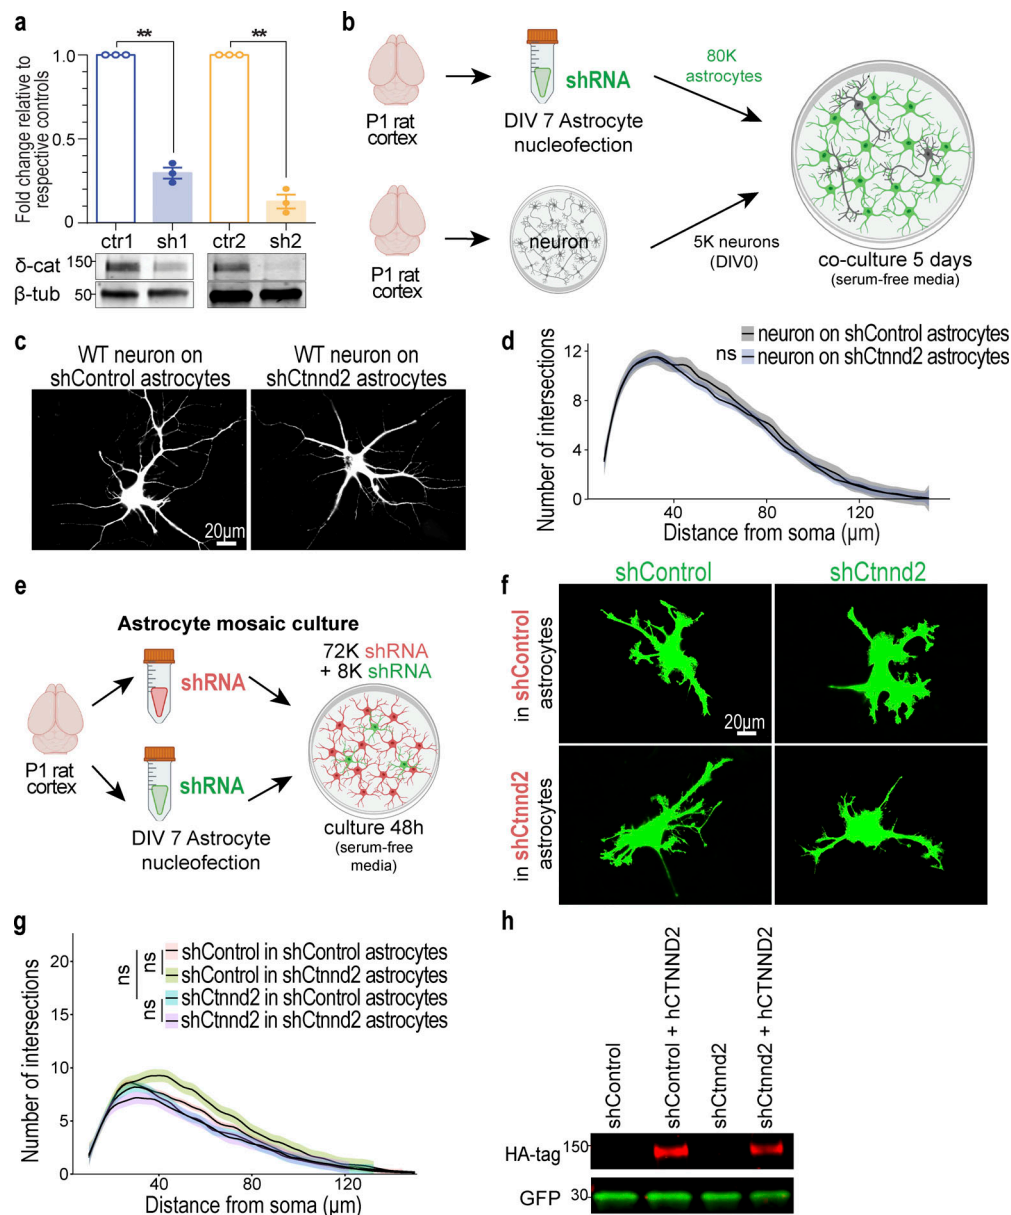 a
**
**
Fold change relative to
respective controls
1.0
0.5
0
ctr1
sh1
ctr2
sh2
δ-cat
150
β-tub
50
b
P1 rat
cortex
shRNA
DIV 7 Astrocyte
nucleofection
80K
astrocytes
P1 rat
cortex
neuron
5K neurons
(DIV0)
co-culture 5 days
(serum-free media)
c
WT neuron on
shControl astrocytes
WT neuron on
shCtnnd2 astrocytes
20µm
d
neuron on shControl astrocytes
ns
neuron on shCtnnd2 astrocytes
Number of intersections
12
8
4
0
40
80
120
Distance from soma (µm)
e
Astrocyte mosaic culture
P1 rat
cortex
shRNA
shRNA
DIV 7 Astrocyte
nucleofection
72K shRNA
+ 8K shRNA
culture 48h
(serum-free
media)
f
shControl
shCtnnd2
in shControl
astrocytes
20µm
in shCtnnd2
astrocytes
g
Number of intersections
20
15
10
5
0
0
40
80
120
Distance from soma (µm)
ns
ns
ns
shControl in shControl astrocytes
shControl in shCtnnd2 astrocytes
shCtnnd2 in shControl astrocytes
shCtnnd2 in shCtnnd2 astrocytes
h
shControl
shControl + hCTNND2
shCtnnd2
shCtnnd2 + hCTNND2
HA-tag
150
GFP
30